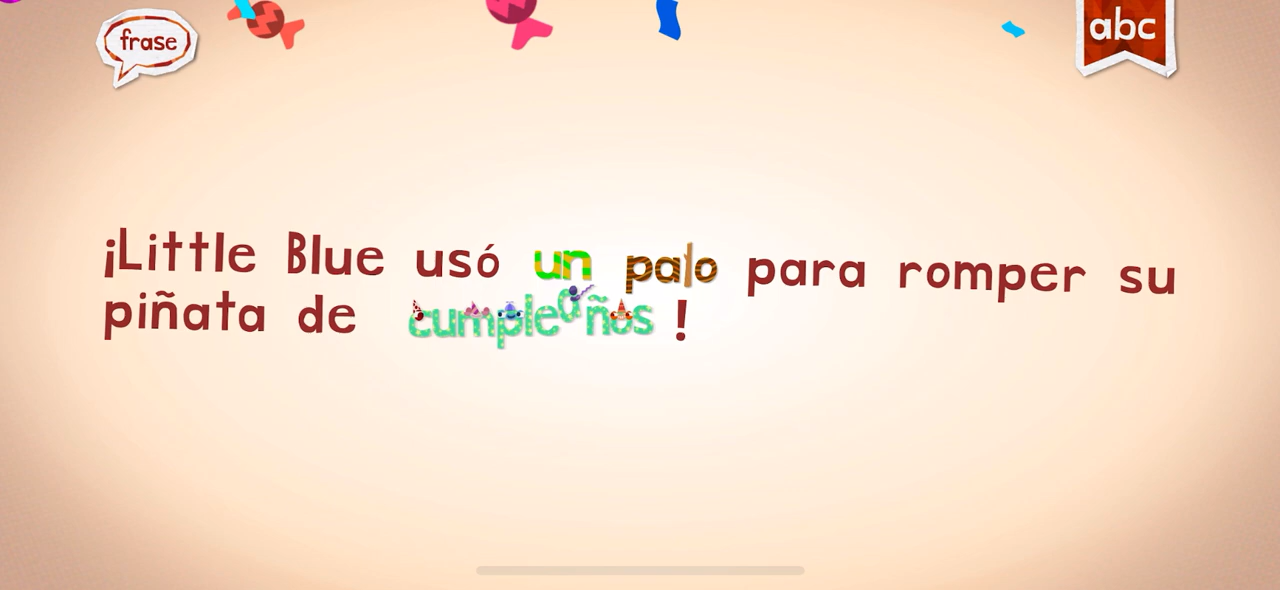 frase
abc
¡Little Blue usó un palo para romper su
piñata de cumpleaños !